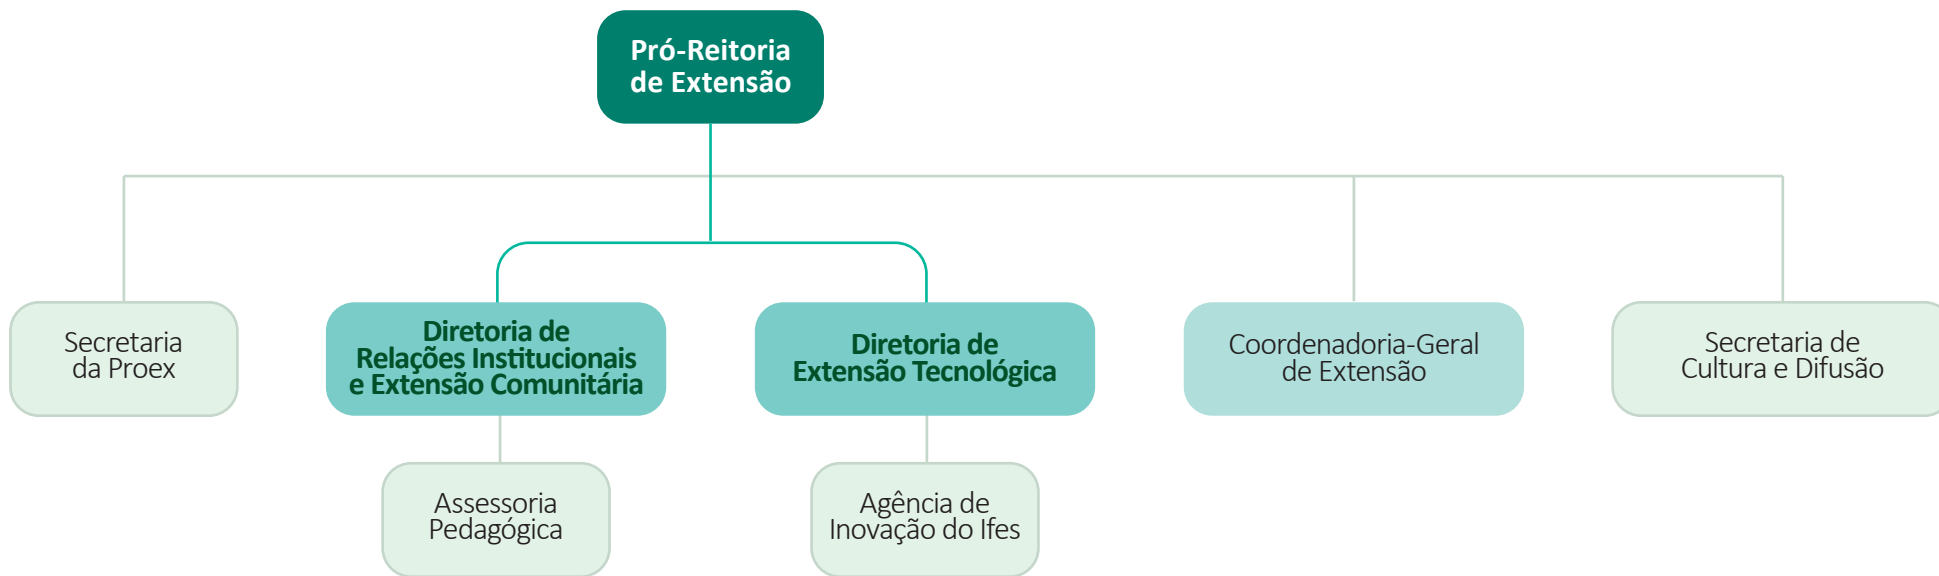 Pró-Reitoria
de Extensão
Secretaria
da Proex
Diretoria de
Relações Institucionais
e Extensão Comunitária
Diretoria de
Extensão Tecnológica
Coordenadoria-Geral
de Extensão
Secretaria de
Cultura e Difusão
Assessoria
Pedagógica
Agência de
Inovação do Ifes